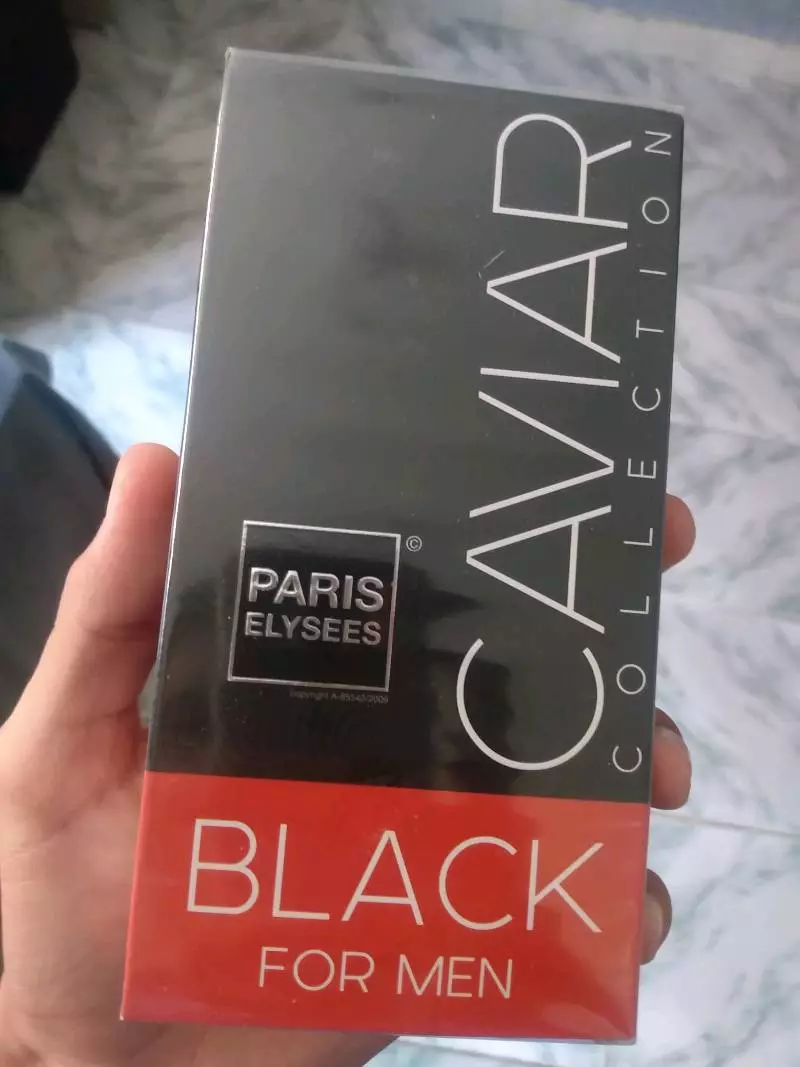 CAVIAR
COLLECTION
PARIS
ELYSEES
©
BLACK
FOR MEN